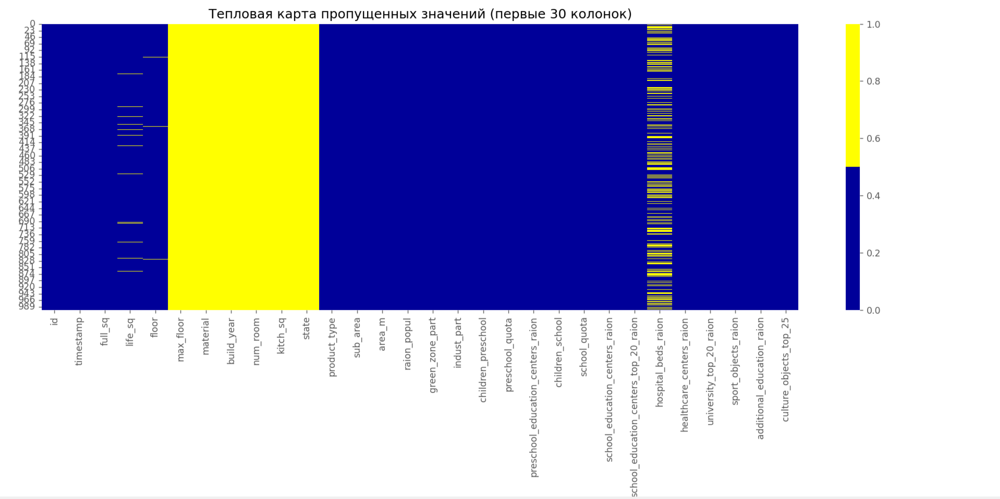 Тепловая карта пропущенных значений (первые 30 колонок)
0
23
46
69
92
115
138
161
184
207
230
253
276
299
322
345
368
391
414
437
460
483
506
529
552
575
598
621
644
667
690
713
736
759
782
805
828
851
874
897
920
943
966
989
id
timestamp
full_sq
life_sq
floor
max_floor
material
build_year
num_room
kitch_sq
state
product_type
sub_area
area_m
raion_popul
green_zone_part
indust_part
children_preschool
preschool_quota
preschool_education_centers_raion
children_school
school_quota
school_education_centers_raion
school_education_centers_top_20_raion
hospital_beds_raion
healthcare_centers_raion
university_top_20_raion
sport_objects_raion
additional_education_raion
culture_objects_top_25
1.0
0.8
0.6
0.4
0.2
0.0